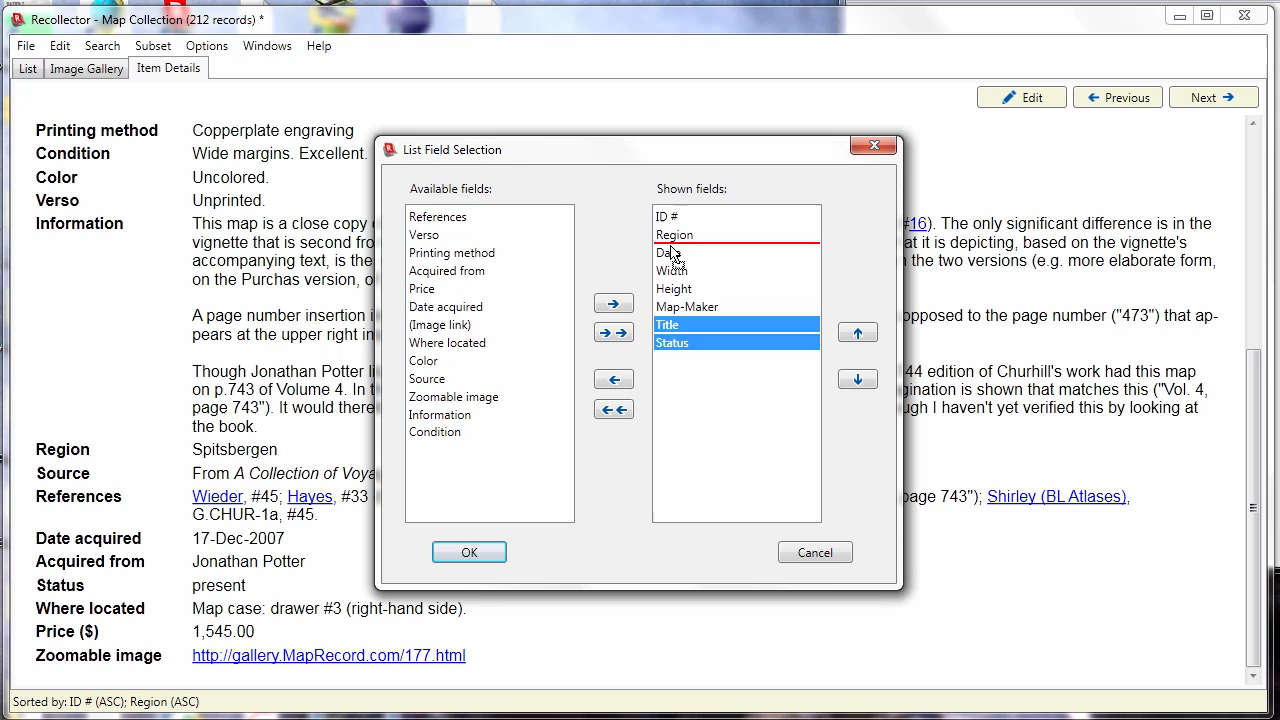 Recollector - Map Collection (212 records) *
File Edit Search Subset Options Windows Help
List Image Gallery Item Details
Edit Previous Next
Printing method Copperplate engraving
Condition Wide margins. Excellent.
Color Uncolored.
Verso Unprinted.
Information This map is a close copy #16). The only significant difference is in the
vignette that is second fro at it is depicting, based on the vignette's
accompanying text, is the the two versions (e.g. more elaborate form,
on the Purchas version, o
A page number insertion i opposed to the page number ("473") that ap-
pears at the upper right in
Though Jonathan Potter li 44 edition of Churhill's work had this map
on p.743 of Volume 4. In t gination is shown that matches this ("Vol. 4,
page 743"). It would there ugh I haven't yet verified this by looking at
the book.
Region Spitsbergen
Source From A Collection of Voya
References Wieder, #45; Hayes, #33 page 743"); Shirley (BL Atlases),
G.CHUR-1a, #45.
Date acquired 17-Dec-2007
Acquired from Jonathan Potter
Status present
Where located Map case: drawer #3 (right-hand side).
Price ($) 1,545.00
Zoomable image http://gallery.MapRecord.com/177.html
Sorted by: ID # (ASC); Region (ASC)
List Field Selection
Available fields:
References
Verso
Printing method
Acquired from
Price
Date acquired
(Image link)
Where located
Color
Source
Zoomable image
Information
Condition
Shown fields:
ID #
Region
Date
Width
Height
Map-Maker
Title
Status
OK Cancel